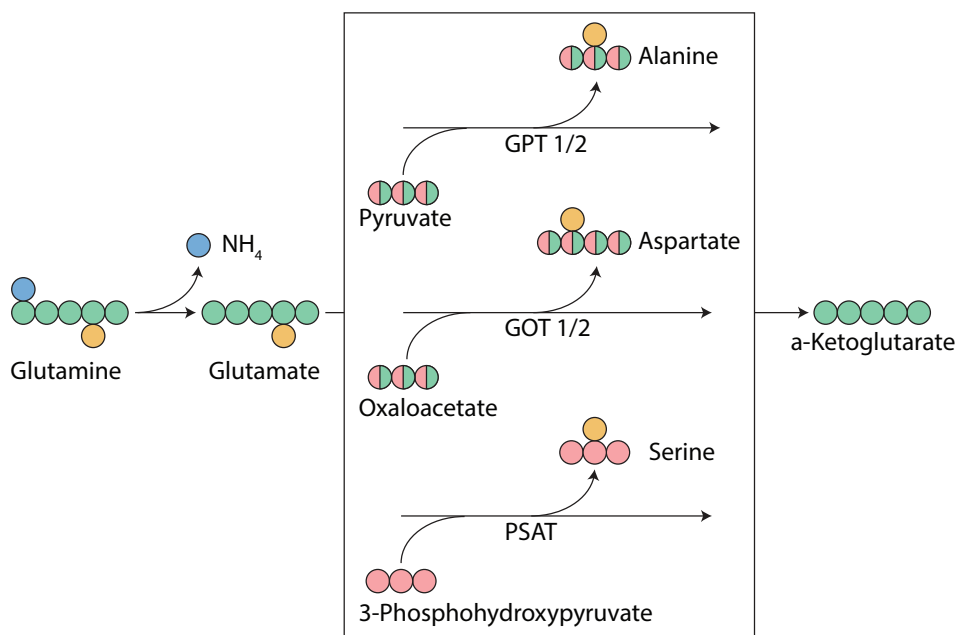 Alanine
GPT 1/2
Pyruvate
Aspartate
NH₄
GOT 1/2
Glutamine
Glutamate
a-Ketoglutarate
Oxaloacetate
Serine
PSAT
3-Phosphohydroxypyruvate